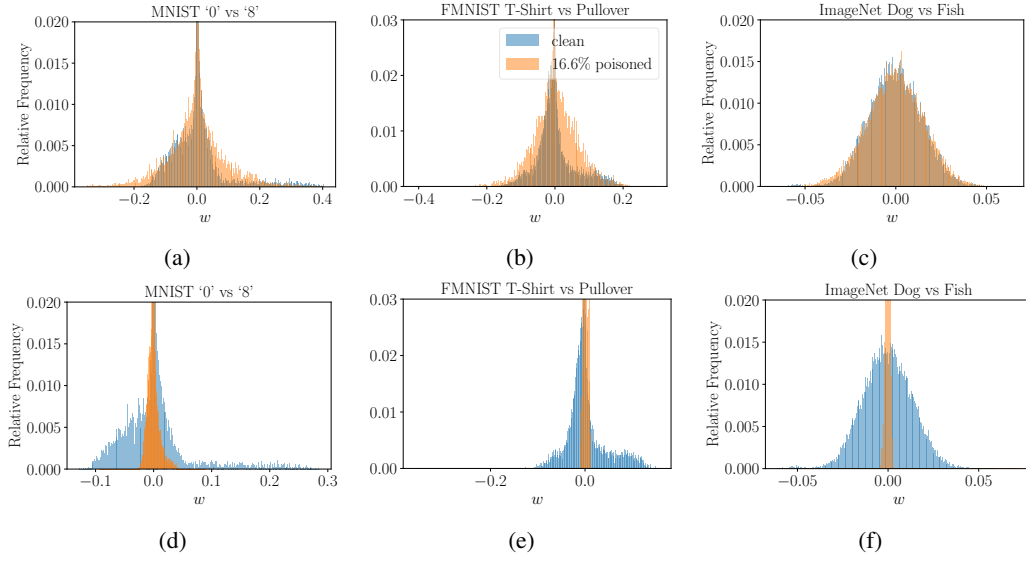 MNIST ‘0’ vs ‘8’
0.020
0.015
0.010
0.005
0.000
Relative Frequency
−0.2 0.0 0.2 0.4
w
(a)
FMNIST T-Shirt vs Pullover
clean
16.6% poisoned
0.03
0.02
0.01
0.00
−0.4 −0.2 0.0 0.2
w
(b)
ImageNet Dog vs Fish
0.020
0.015
0.010
0.005
0.000
Relative Frequency
−0.05 0.00 0.05
w
(c)
MNIST ‘0’ vs ‘8’
0.020
0.015
0.010
0.005
0.000
Relative Frequency
−0.1 0.0 0.1 0.2 0.3
w
(d)
FMNIST T-Shirt vs Pullover
0.03
0.02
0.01
0.00
−0.2 0.0
w
(e)
ImageNet Dog vs Fish
0.020
0.015
0.010
0.005
0.000
Relative Frequency
−0.05 0.00 0.05
w
(f)